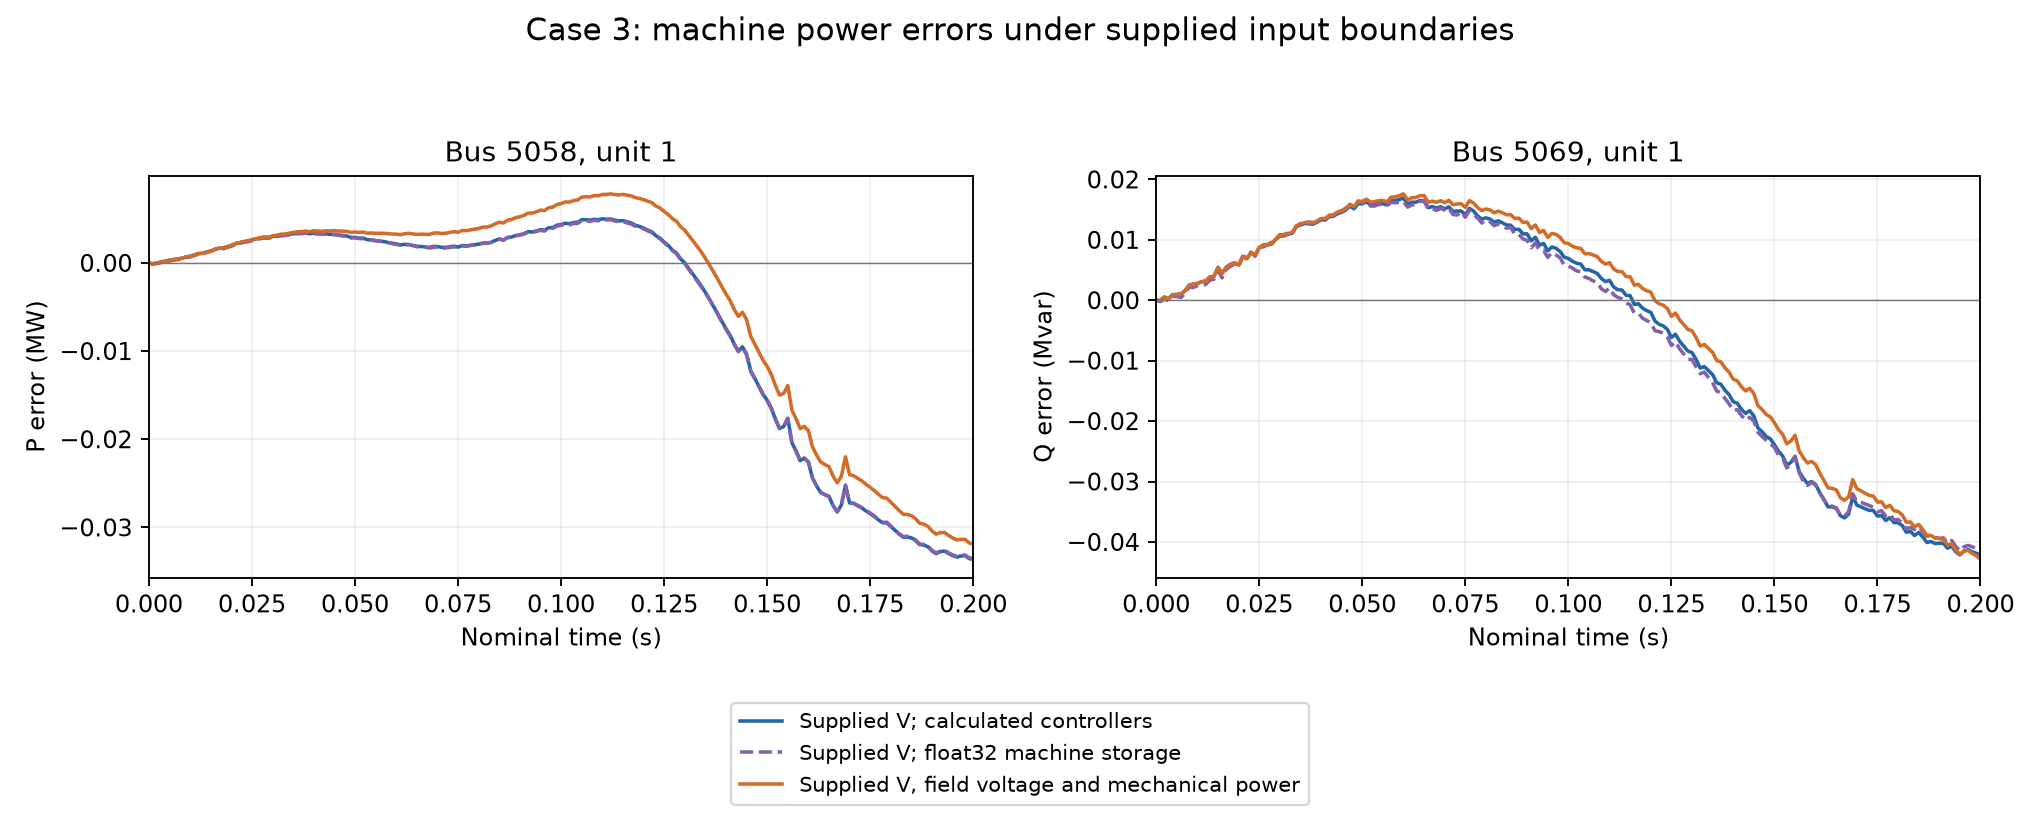 Case 3: machine power errors under supplied input boundaries
Bus 5058, unit 1
P error (MW)
0.00
−0.01
−0.02
−0.03
0.000 0.025 0.050 0.075 0.100 0.125 0.150 0.175 0.200
Nominal time (s)
Bus 5069, unit 1
Q error (Mvar)
0.02
0.01
0.00
−0.01
−0.02
−0.03
−0.04
0.000 0.025 0.050 0.075 0.100 0.125 0.150 0.175 0.200
Nominal time (s)
Supplied V; calculated controllers
Supplied V; float32 machine storage
Supplied V, field voltage and mechanical power